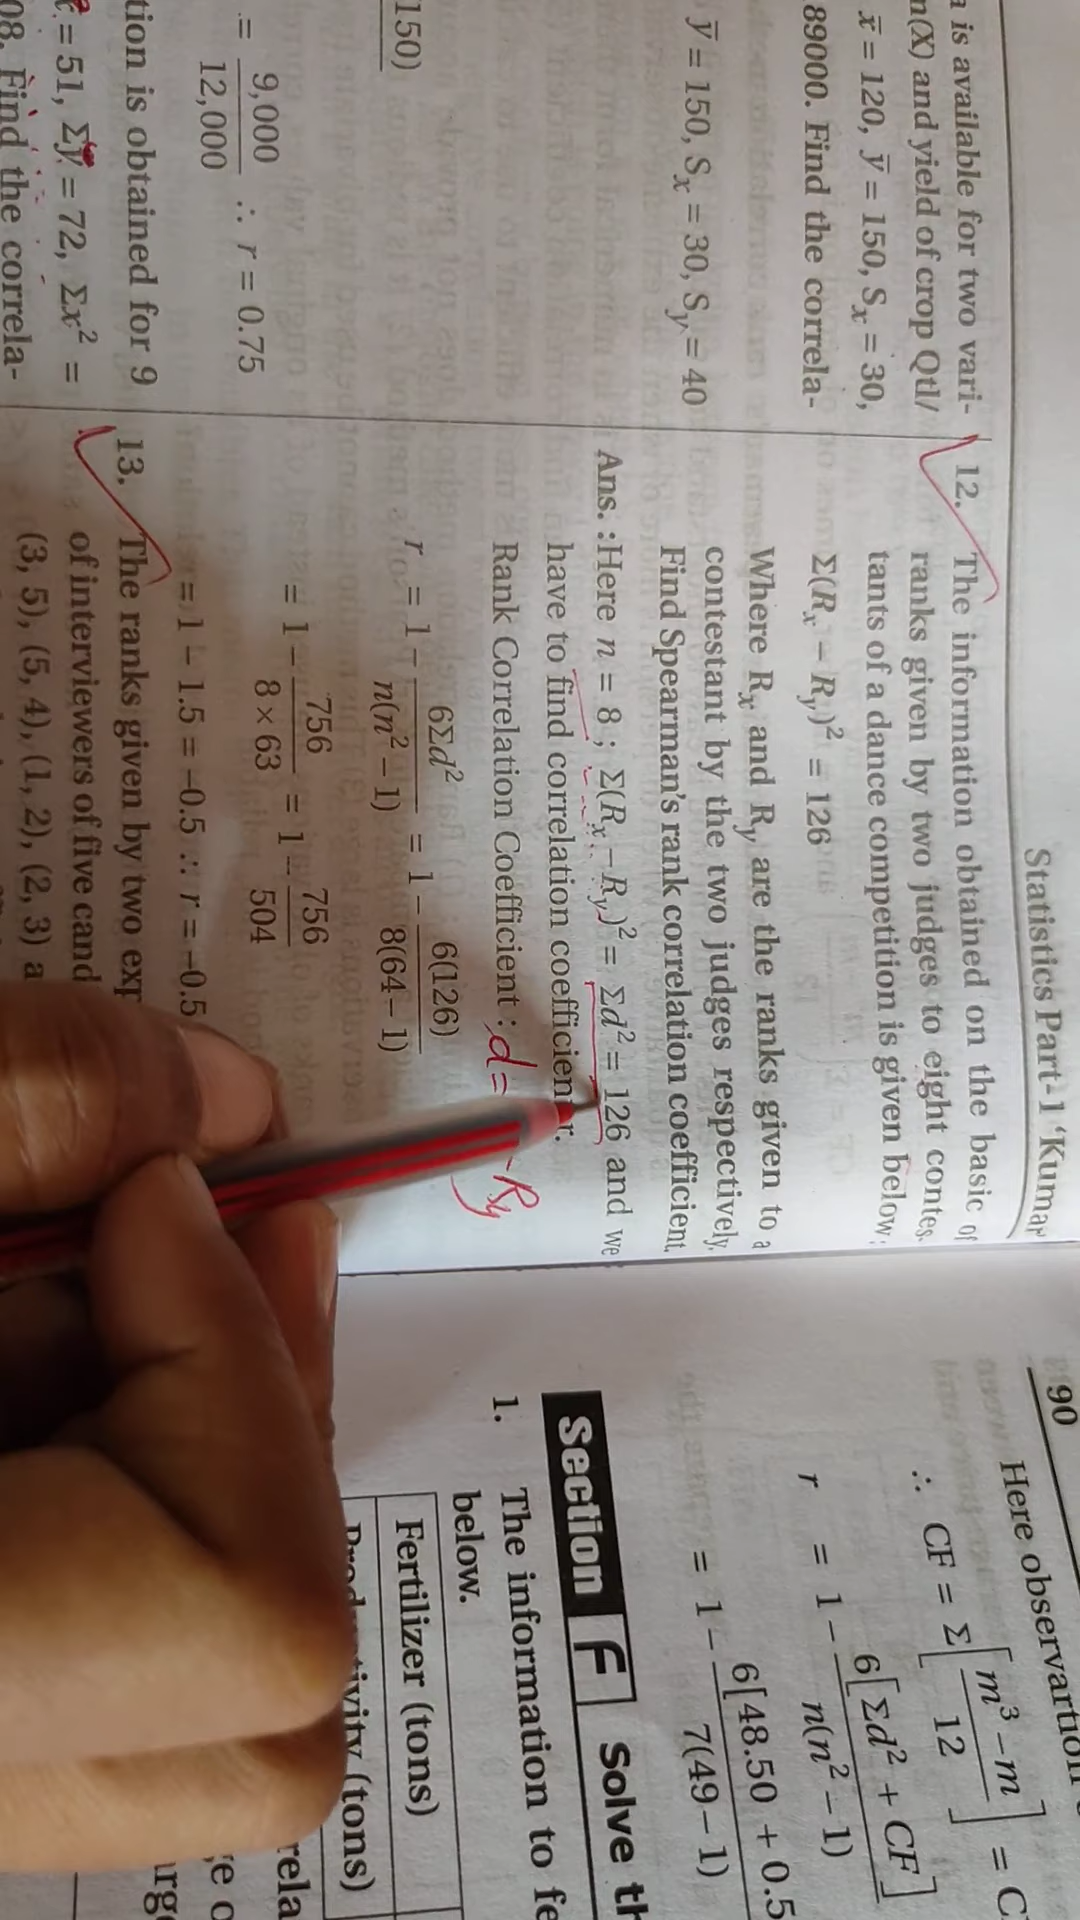 Statistics Part-1 'Kumar
n is available for two vari-
n(X) and yield of crop Qtl/
x̄ = 120, ȳ = 150, Sx = 30,
89000. Find the correla-
ȳ = 150, Sx = 30, Sy = 40
150)
= 9,000 / 12,000 ∴ r = 0.75
tion is obtained for 9
= 51, Σy = 72, Σx² =
08. Find the correla-
12. The information obtained on the basic of
ranks given by two judges to eight contes-
tants of a dance competition is given below:
Σ(Rx – Ry)² = 126
Where Rx and Ry are the ranks given to a
contestant by the two judges respectively.
Find Spearman's rank correlation coefficient.
Ans. :Here n = 8 ; Σ(Rx – Ry)² = Σd² = 126 and we
have to find correlation coefficient r.
Rank Correlation Coefficient : d = – Ry
r = 1 – 6Σd² / n(n² – 1) = 1 – 6(126) / 8(64 – 1)
= 1 – 756 / 8 × 63 = 1 – 756 / 504
= 1 – 1.5 = –0.5 ∴ r = –0.5
13. The ranks given by two exp
of interviewers of five cand
(3, 5), (5, 4), (1, 2), (2, 3) a
90
Here observartion
∴ CF = Σ[m³ – m / 12] = C
r = 1 – 6[Σd² + CF] / n(n² – 1)
= 1 – 6[48.50 + 0.5 / 7(49 – 1)
Section F Solve th
1. The information to fe
below.
Fertilizer (tons)
Productivity (tons)
rela